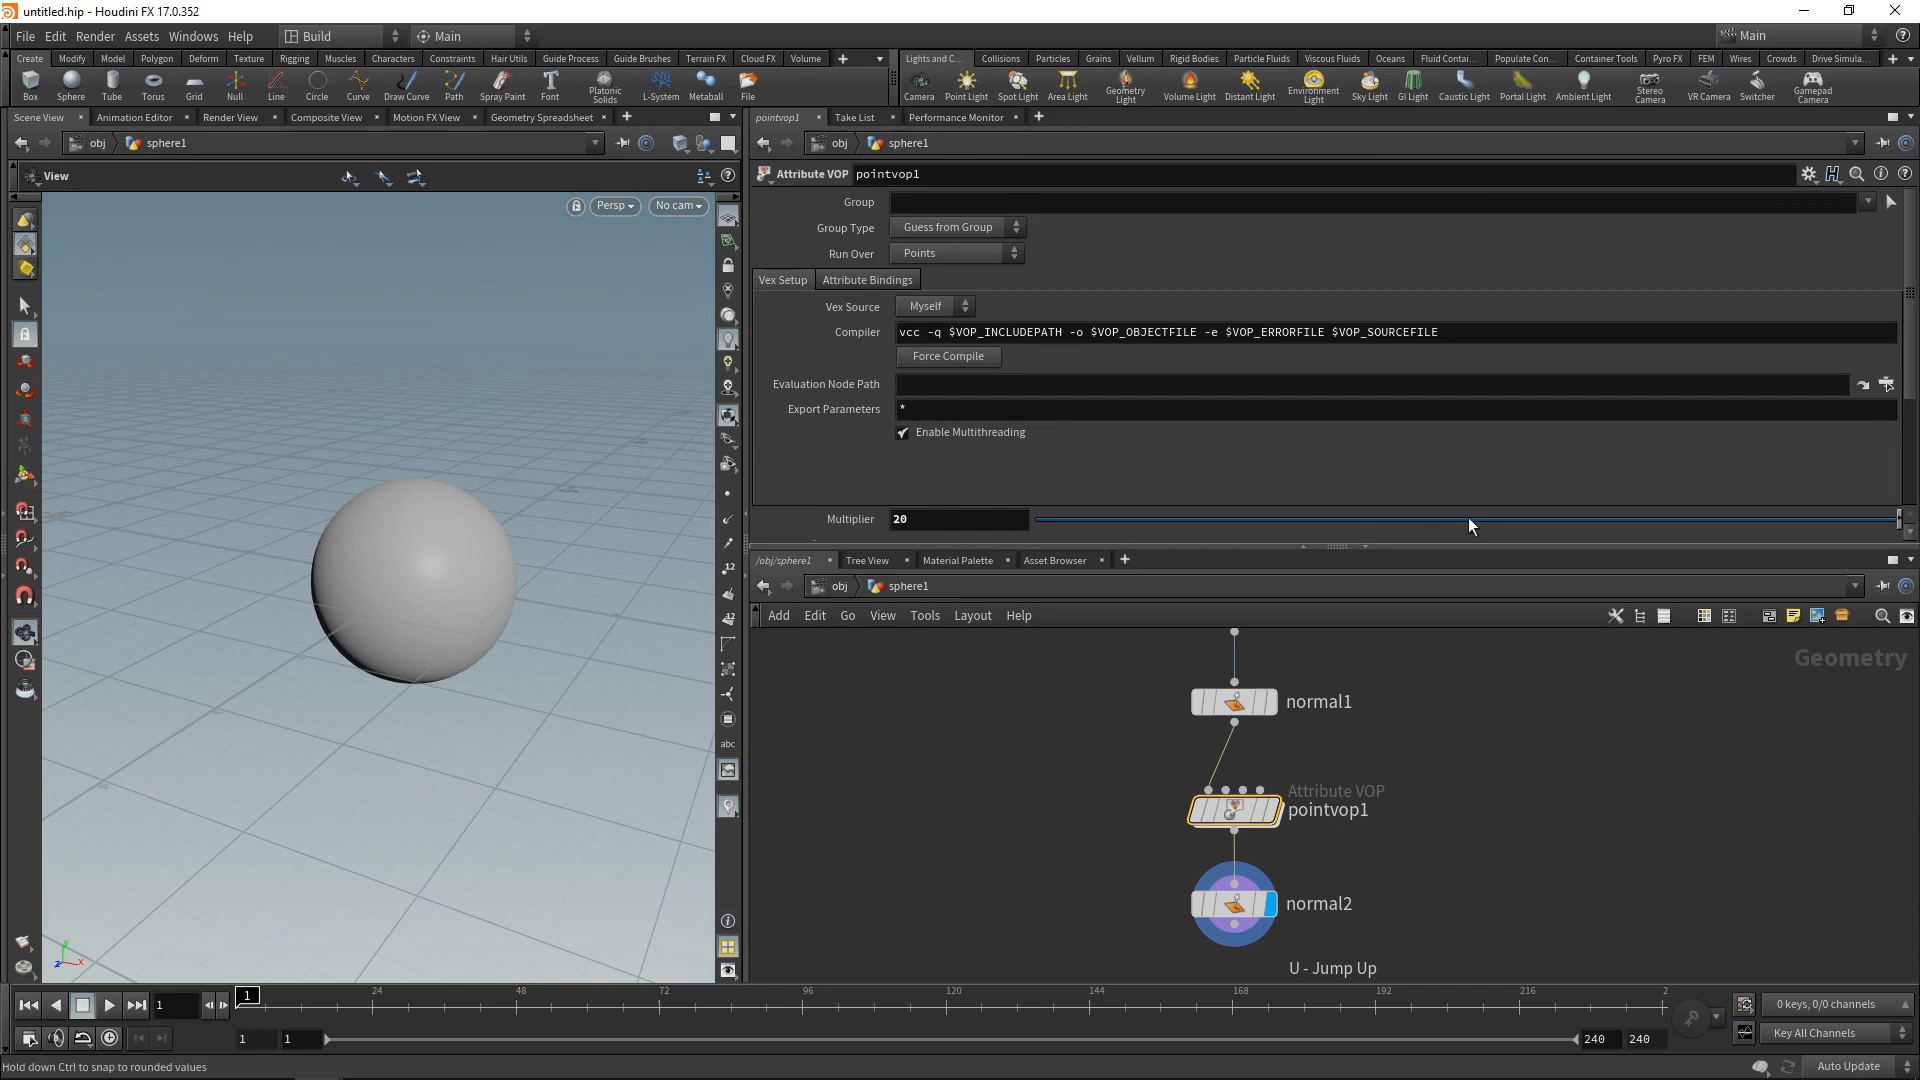 untitled.hip - Houdini FX 17.0.352
File Edit Render Assets Windows Help Build Main Main
Create Modify Model Polygon Deform Texture Rigging Muscles Characters Constraints Hair Utils Guide Process Guide Brushes Terrain FX Cloud FX Volume
Lights and C... Collisions Particles Grains Vellum Rigid Bodies Particle Fluids Viscous Fluids Oceans Fluid Contai... Populate Con... Container Tools Pyro FX FEM Wires Crowds Drive Simula...
Box Sphere Tube Torus Grid Null Line Circle Curve Draw Curve Path Spray Paint Font Platonic Solids L-System Metaball File
Camera Point Light Spot Light Area Light Geometry Light Volume Light Distant Light Environment Light Sky Light GI Light Caustic Light Portal Light Ambient Light Stereo Camera VR Camera Switcher Gamepad Camera
Scene View Animation Editor Render View Composite View Motion FX View Geometry Spreadsheet
pointvop1 Take List Performance Monitor
obj sphere1
obj sphere1
View
Persp No cam
Attribute VOP pointvop1
Group
Group Type Guess from Group
Run Over Points
Vex Setup Attribute Bindings
Vex Source Myself
Compiler vcc -q $VOP_INCLUDEPATH -o $VOP_OBJECTFILE -e $VOP_ERRORFILE $VOP_SOURCEFILE
Force Compile
Evaluation Node Path
Export Parameters *
Enable Multithreading
Multiplier 20
/obj/sphere1 Tree View Material Palette Asset Browser
obj sphere1
Add Edit Go View Tools Layout Help
Geometry
normal1
Attribute VOP
pointvop1
normal2
U - Jump Up
12
12
abc
y
z x
1 1 24 48 72 96 120 144 168 192 216 2
0 keys, 0/0 channels
1 1 240 240 Key All Channels
Hold down Ctrl to snap to rounded values Auto Update